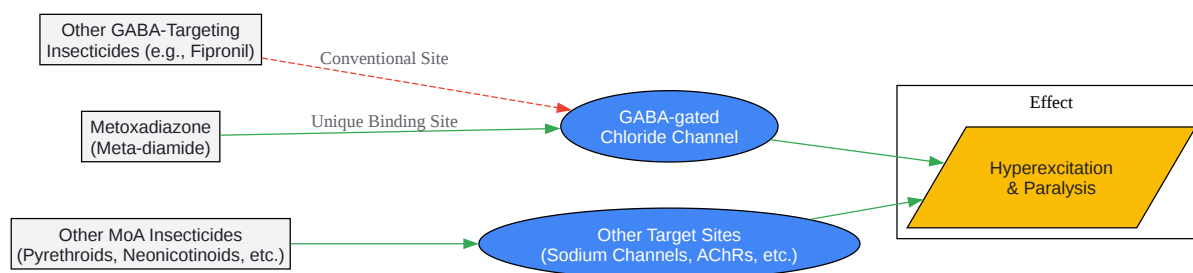 Other GABA-Targeting
Insecticides (e.g., Fipronil)
Conventional Site
Metoxadiazone
(Meta-diamide)
Unique Binding Site
GABA-gated
Chloride Channel
Effect
Hyperexcitation
& Paralysis
Other MoA Insecticides
(Pyrethroids, Neonicotinoids, etc.)
Other Target Sites
(Sodium Channels, AChRs, etc.)